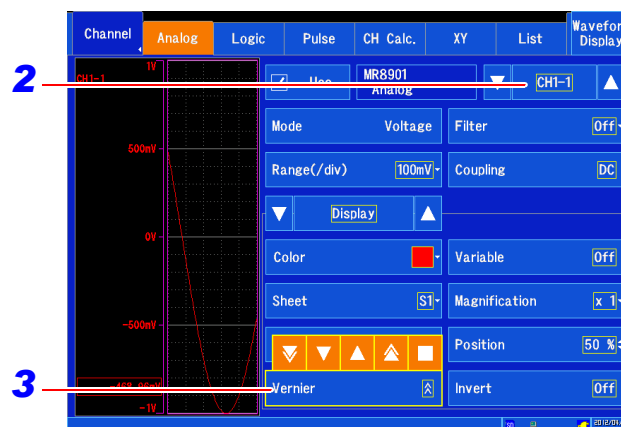 Channel Analog Logic Pulse CH Calc. XY List
Display
2
CH1-1 1V
MR8901
Analog
CH1-1
Mode Voltage Filter Off
500mV
Range(/div) 100mV Coupling DC
Display
0V
Color Variable Off
Sheet S1 Magnification x 1
-500mV
Position 50 %
3
Vernier Invert Off
-1V